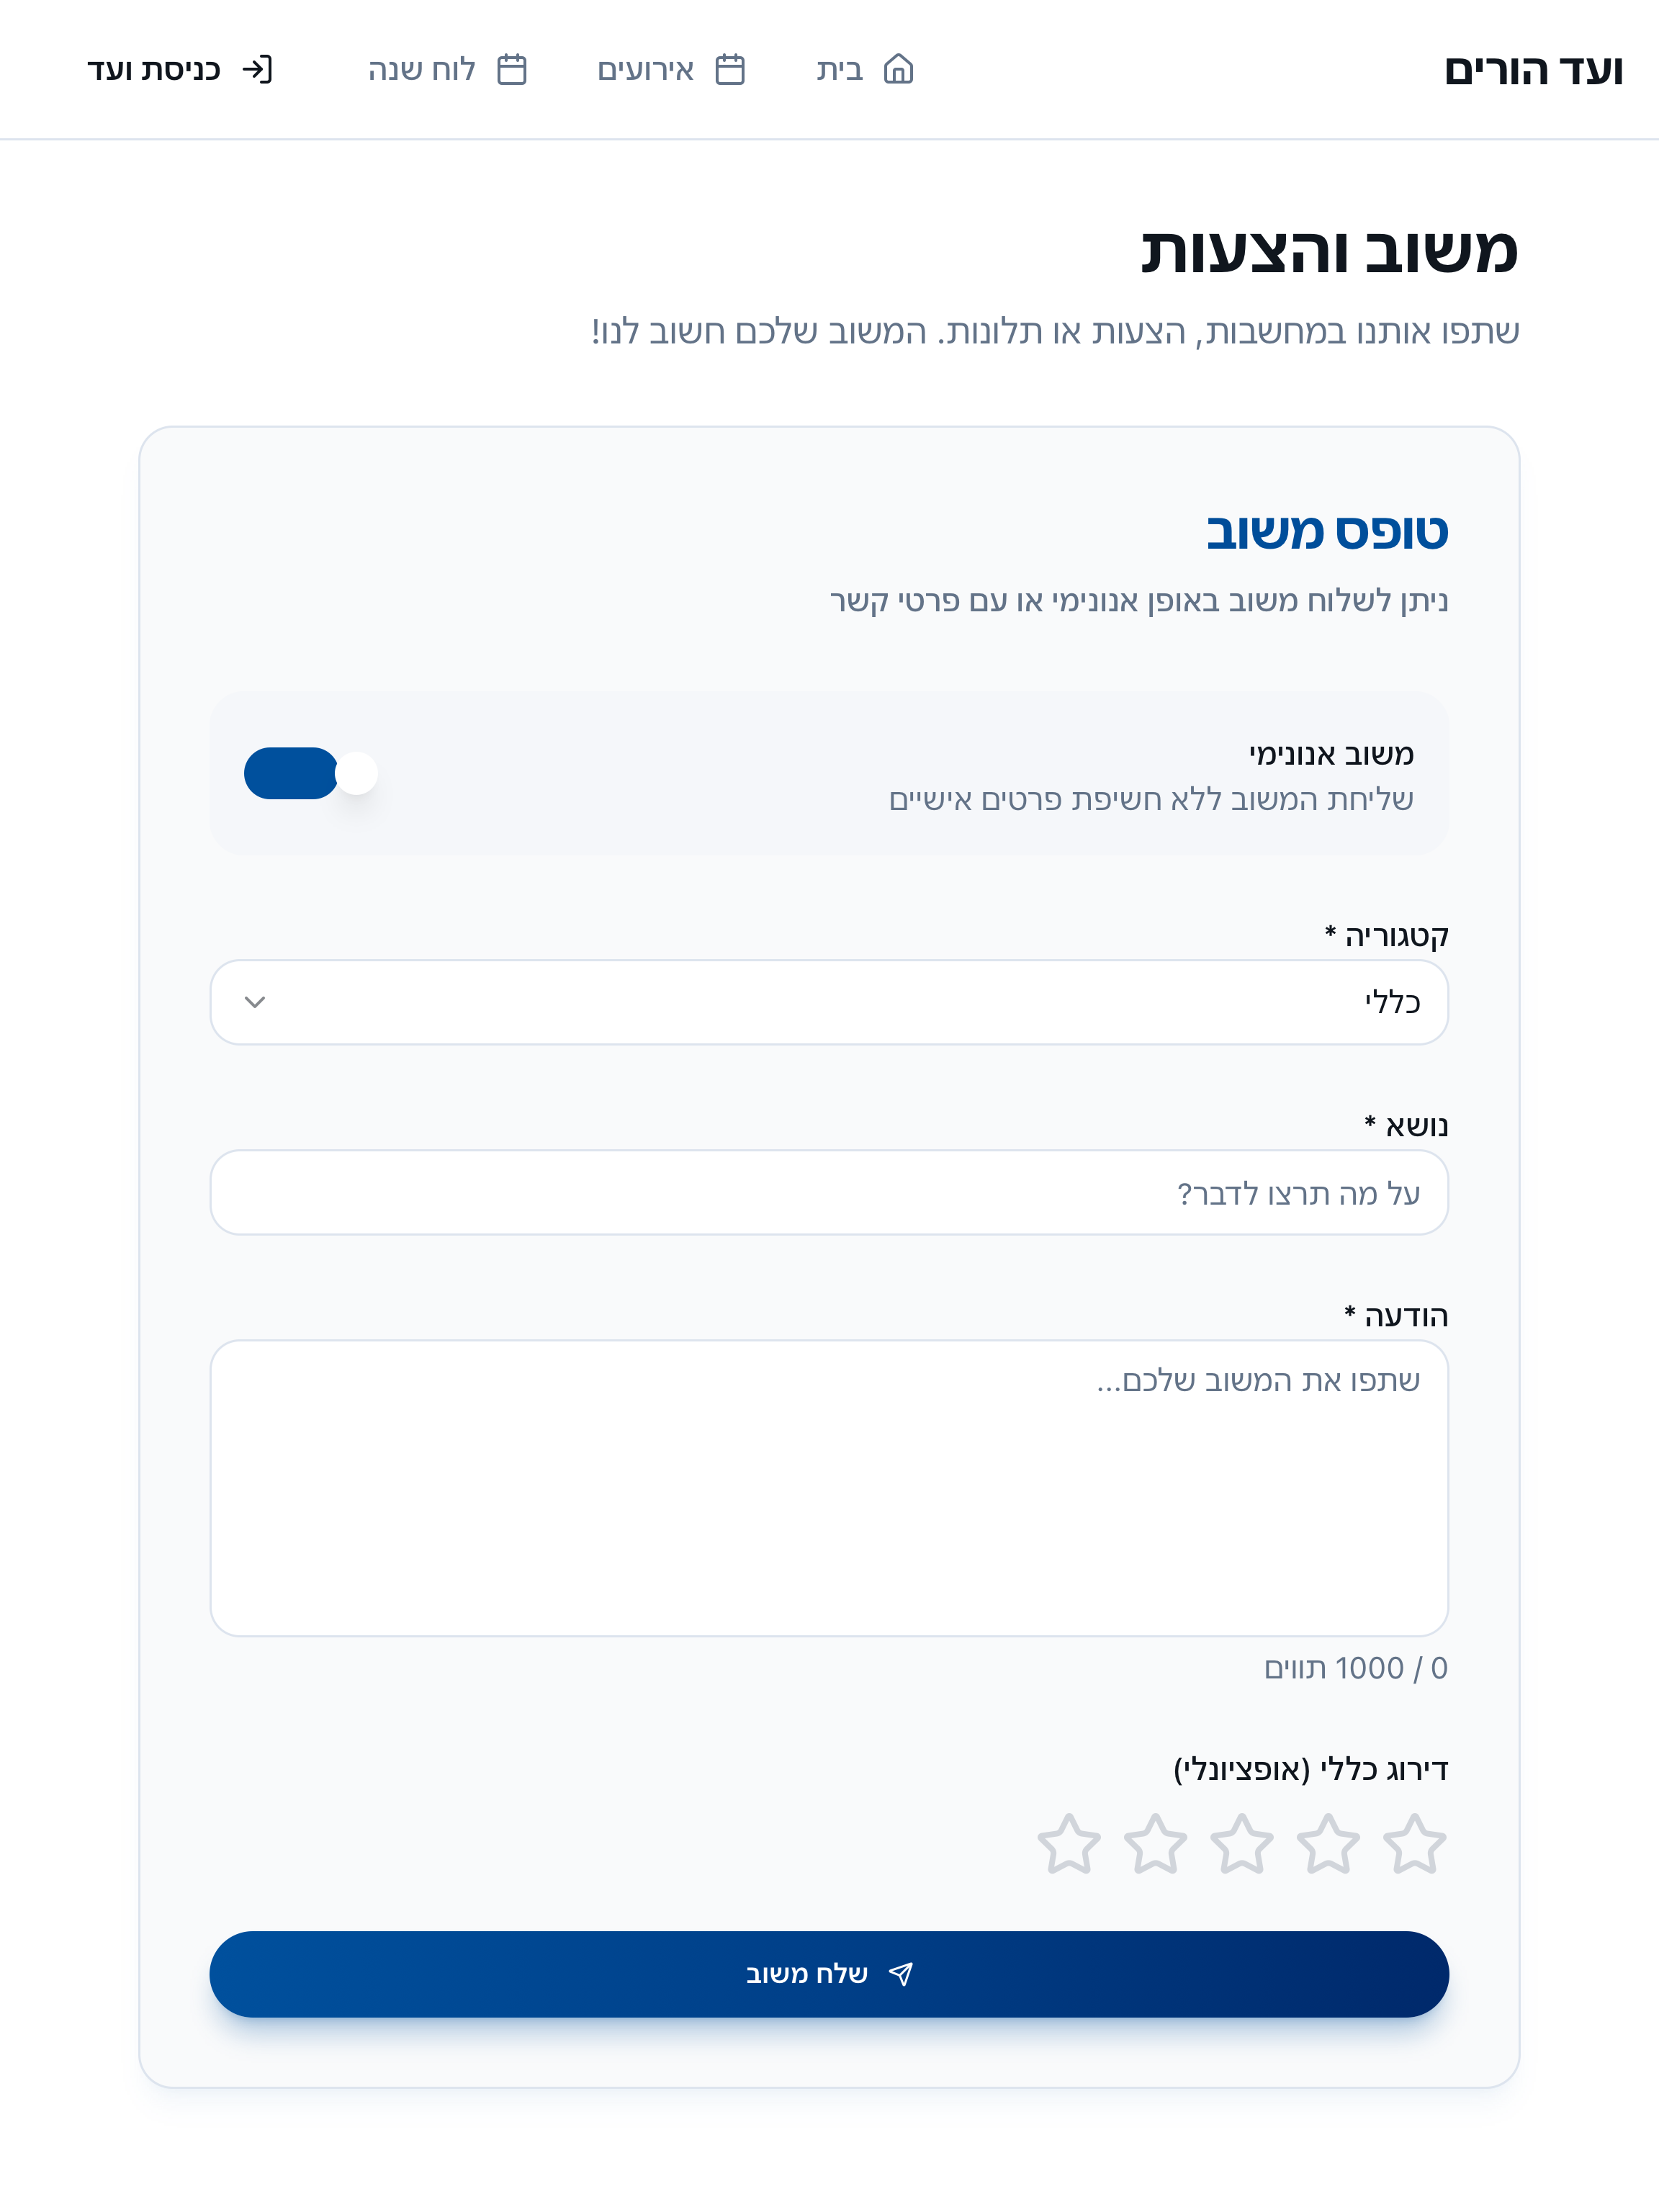 ועד הורים
בית
אירועים
לוח שנה
כניסת ועד
משוב והצעות
שתפו אותנו במחשבות, הצעות או תלונות. המשוב שלכם חשוב לנו!
טופס משוב
ניתן לשלוח משוב באופן אנונימי או עם פרטי קשר
משוב אנונימי
שליחת המשוב ללא חשיפת פרטים אישיים
קטגוריה *
כללי
נושא *
על מה תרצו לדבר?
הודעה *
שתפו את המשוב שלכם...
0 / 1000 תווים
דירוג כללי (אופציונלי)
שלח משוב